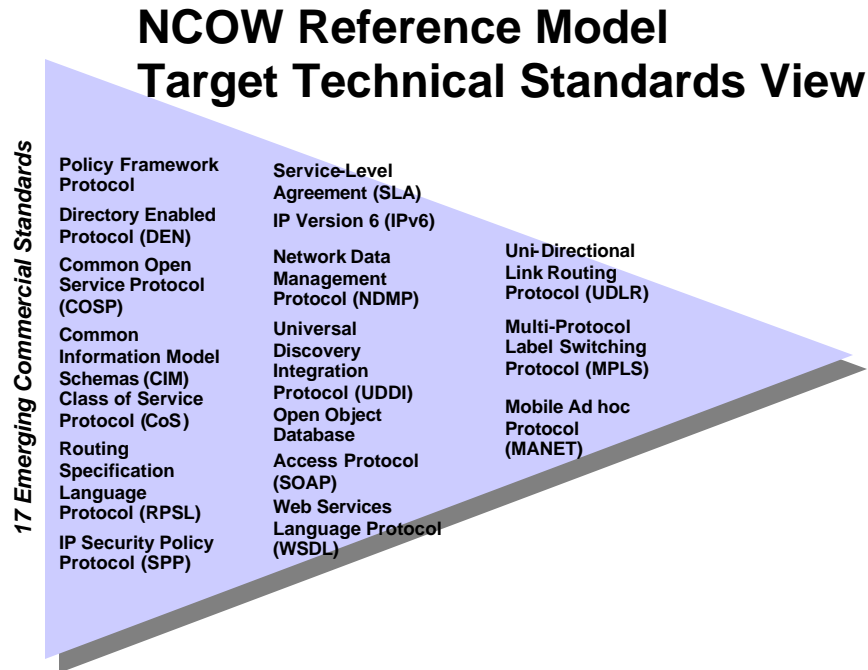 NCOW Reference Model
Target Technical Standards View
17 Emerging Commercial Standards
Policy Framework
Protocol
Directory Enabled
Protocol (DEN)
Common Open
Service Protocol
(COSP)
Common
Information Model
Schemas (CIM)
Class of Service
Protocol (CoS)
Routing
Specification
Language
Protocol (RPSL)
IP Security Policy
Protocol (SPP)
Service-Level
Agreement (SLA)
IP Version 6 (IPv6)
Network Data
Management
Protocol (NDMP)
Universal
Discovery
Integration
Protocol (UDDI)
Open Object
Database
Access Protocol
(SOAP)
Web Services
Language Protocol
(WSDL)
Uni-Directional
Link Routing
Protocol (UDLR)
Multi-Protocol
Label Switching
Protocol (MPLS)
Mobile Ad hoc
Protocol
(MANET)